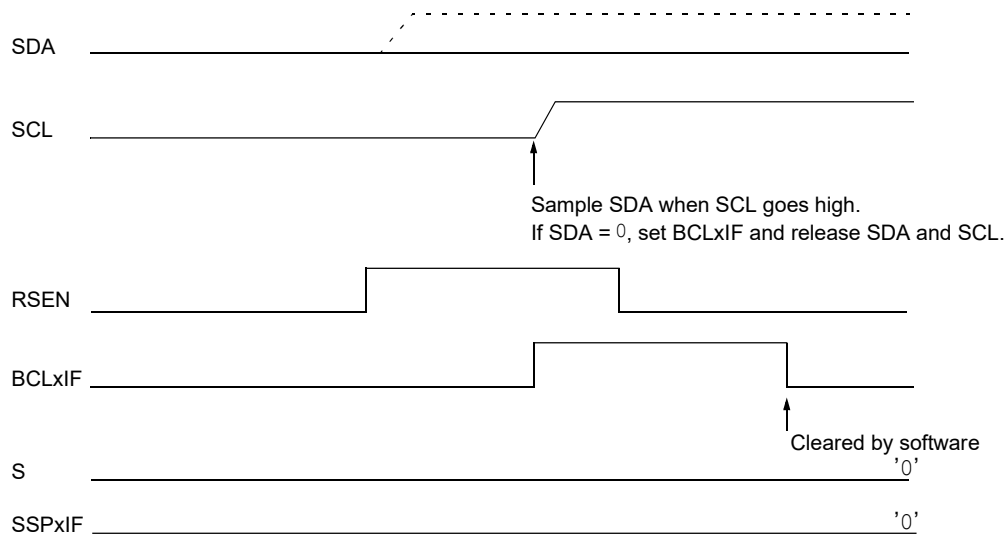 SDA
SCL
Sample SDA when SCL goes high.
If SDA = 0, set BCLxIF and release SDA and SCL.
RSEN
BCLxIF
Cleared by software
S
'0'
SSPxIF
'0'